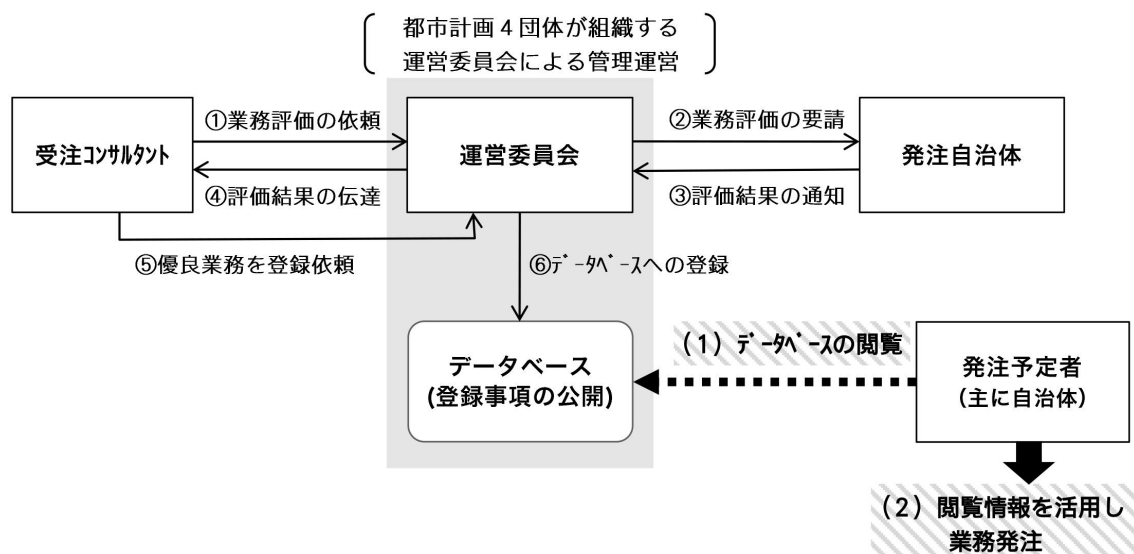 都市計画４団体が組織する
運営委員会による管理運営
①業務評価の依頼
②業務評価の要請
受注ｺﾝｻﾙﾀﾝﾄ
運営委員会
発注自治体
④評価結果の伝達
③評価結果の通知
⑤優良業務を登録依頼
⑥ﾃﾞｰﾀﾍﾞｰｽへの登録
（１）ﾃﾞｰﾀﾍﾞｰｽの閲覧
データベース
(登録事項の公開)
発注予定者
（主に自治体）
（２）閲覧情報を活用し
業務発注